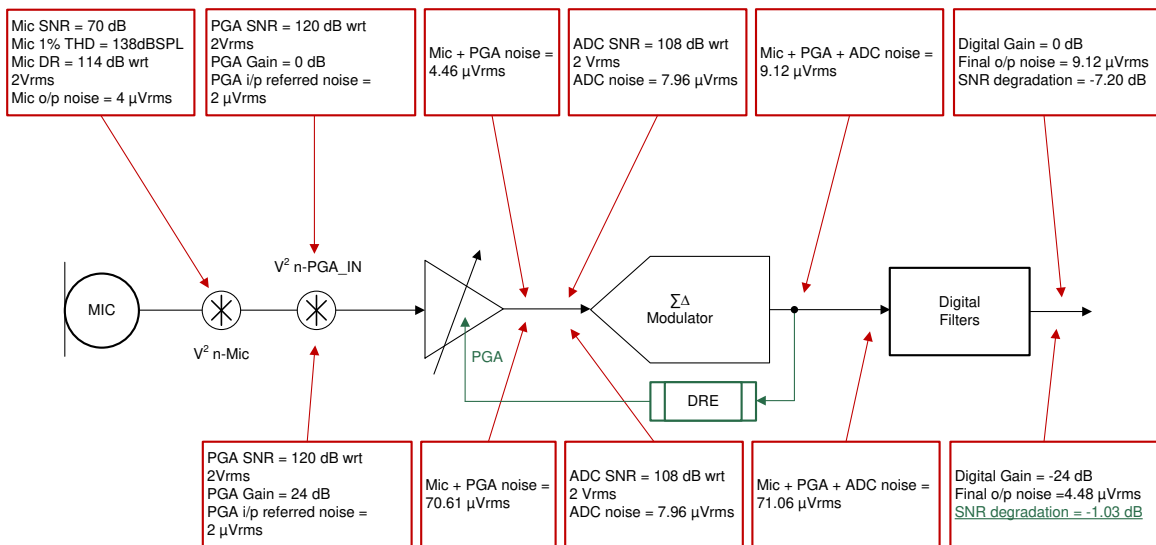 Mic SNR = 70 dB
Mic 1% THD = 138dBSPL
Mic DR = 114 dB wrt
2Vrms
Mic o/p noise = 4 µVrms
PGA SNR = 120 dB wrt
2Vrms
PGA Gain = 0 dB
PGA i/p referred noise =
2 µVrms
Mic + PGA noise =
4.46 µVrms
ADC SNR = 108 dB wrt
2 Vrms
ADC noise = 7.96 µVrms
Mic + PGA + ADC noise =
9.12 µVrms
Digital Gain = 0 dB
Final o/p noise = 9.12 µVrms
SNR degradation = -7.20 dB
V² n-PGA_IN
MIC
V² n-Mic
PGA
ΣΔ
Modulator
Digital
Filters
DRE
PGA SNR = 120 dB wrt
2Vrms
PGA Gain = 24 dB
PGA i/p referred noise =
2 µVrms
Mic + PGA noise =
70.61 µVrms
ADC SNR = 108 dB wrt
2 Vrms
ADC noise = 7.96 µVrms
Mic + PGA + ADC noise =
71.06 µVrms
Digital Gain = -24 dB
Final o/p noise =4.48 µVrms
SNR degradation = -1.03 dB